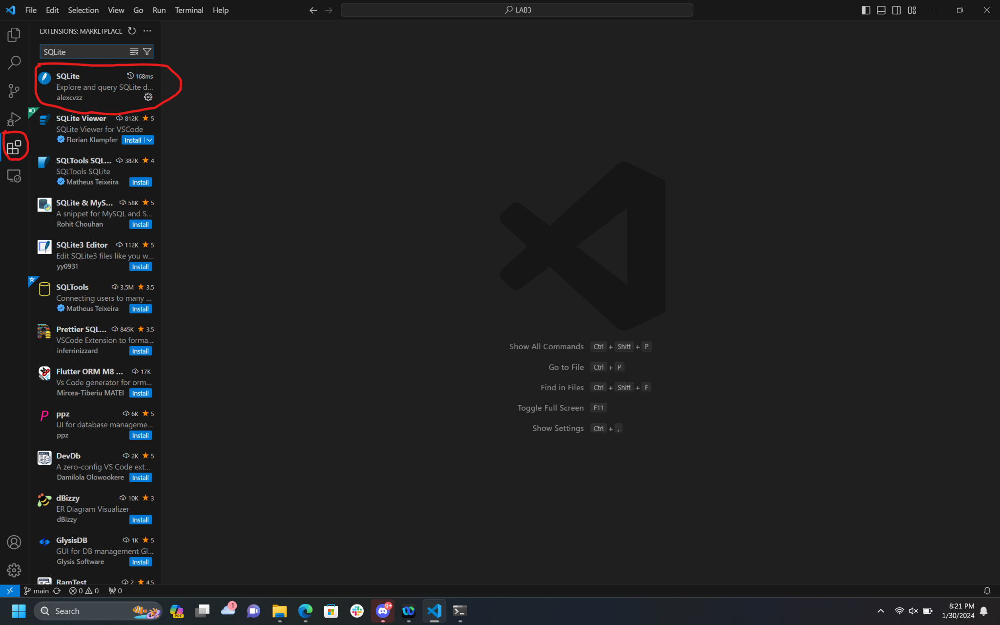 File Edit Selection View Go Run Terminal Help
LAB3
EXTENSIONS: MARKETPLACE
SQLite
SQLite 168ms
Explore and query SQLite d...
alexcvzz
SQLite Viewer 812K 5
SQLite Viewer for VSCode
Florian Klampfer Install
SQLTools SQL... 382K 4
SQLTools SQLite
Matheus Teixeira Install
SQLite & MyS... 58K 5
A snippet for MySQL and S...
Rohit Chouhan Install
SQLite3 Editor 112K 5
Edit SQLite3 files like you w...
yy0931 Install
SQLTools 3.5M 3.5
Connecting users to many ...
Matheus Teixeira Install
Prettier SQL... 845K 3.5
VSCode Extension to forma...
inferrinizzard Install
Flutter ORM M8 ... 17K
Vs Code generator for orm...
Mircea-Tiberiu MATEI Install
ppz 6K 5
UI for database manageme...
ppz Install
DevDb 2K 5
A zero-config VS Code ext...
Damilola Olowookere Install
dBizzy 10K 3
ER Diagram Visualizer
dBizzy Install
GlysisDB 1K 5
GUI for DB management Gl...
Glysis Software Install
RamTest 2 4.5
Show All Commands Ctrl + Shift + P
Go to File Ctrl + P
Find in Files Ctrl + Shift + F
Toggle Full Screen F11
Show Settings Ctrl + ,
main 0 0 0
Search
PRE
1
9+
8:21 PM
1/30/2024